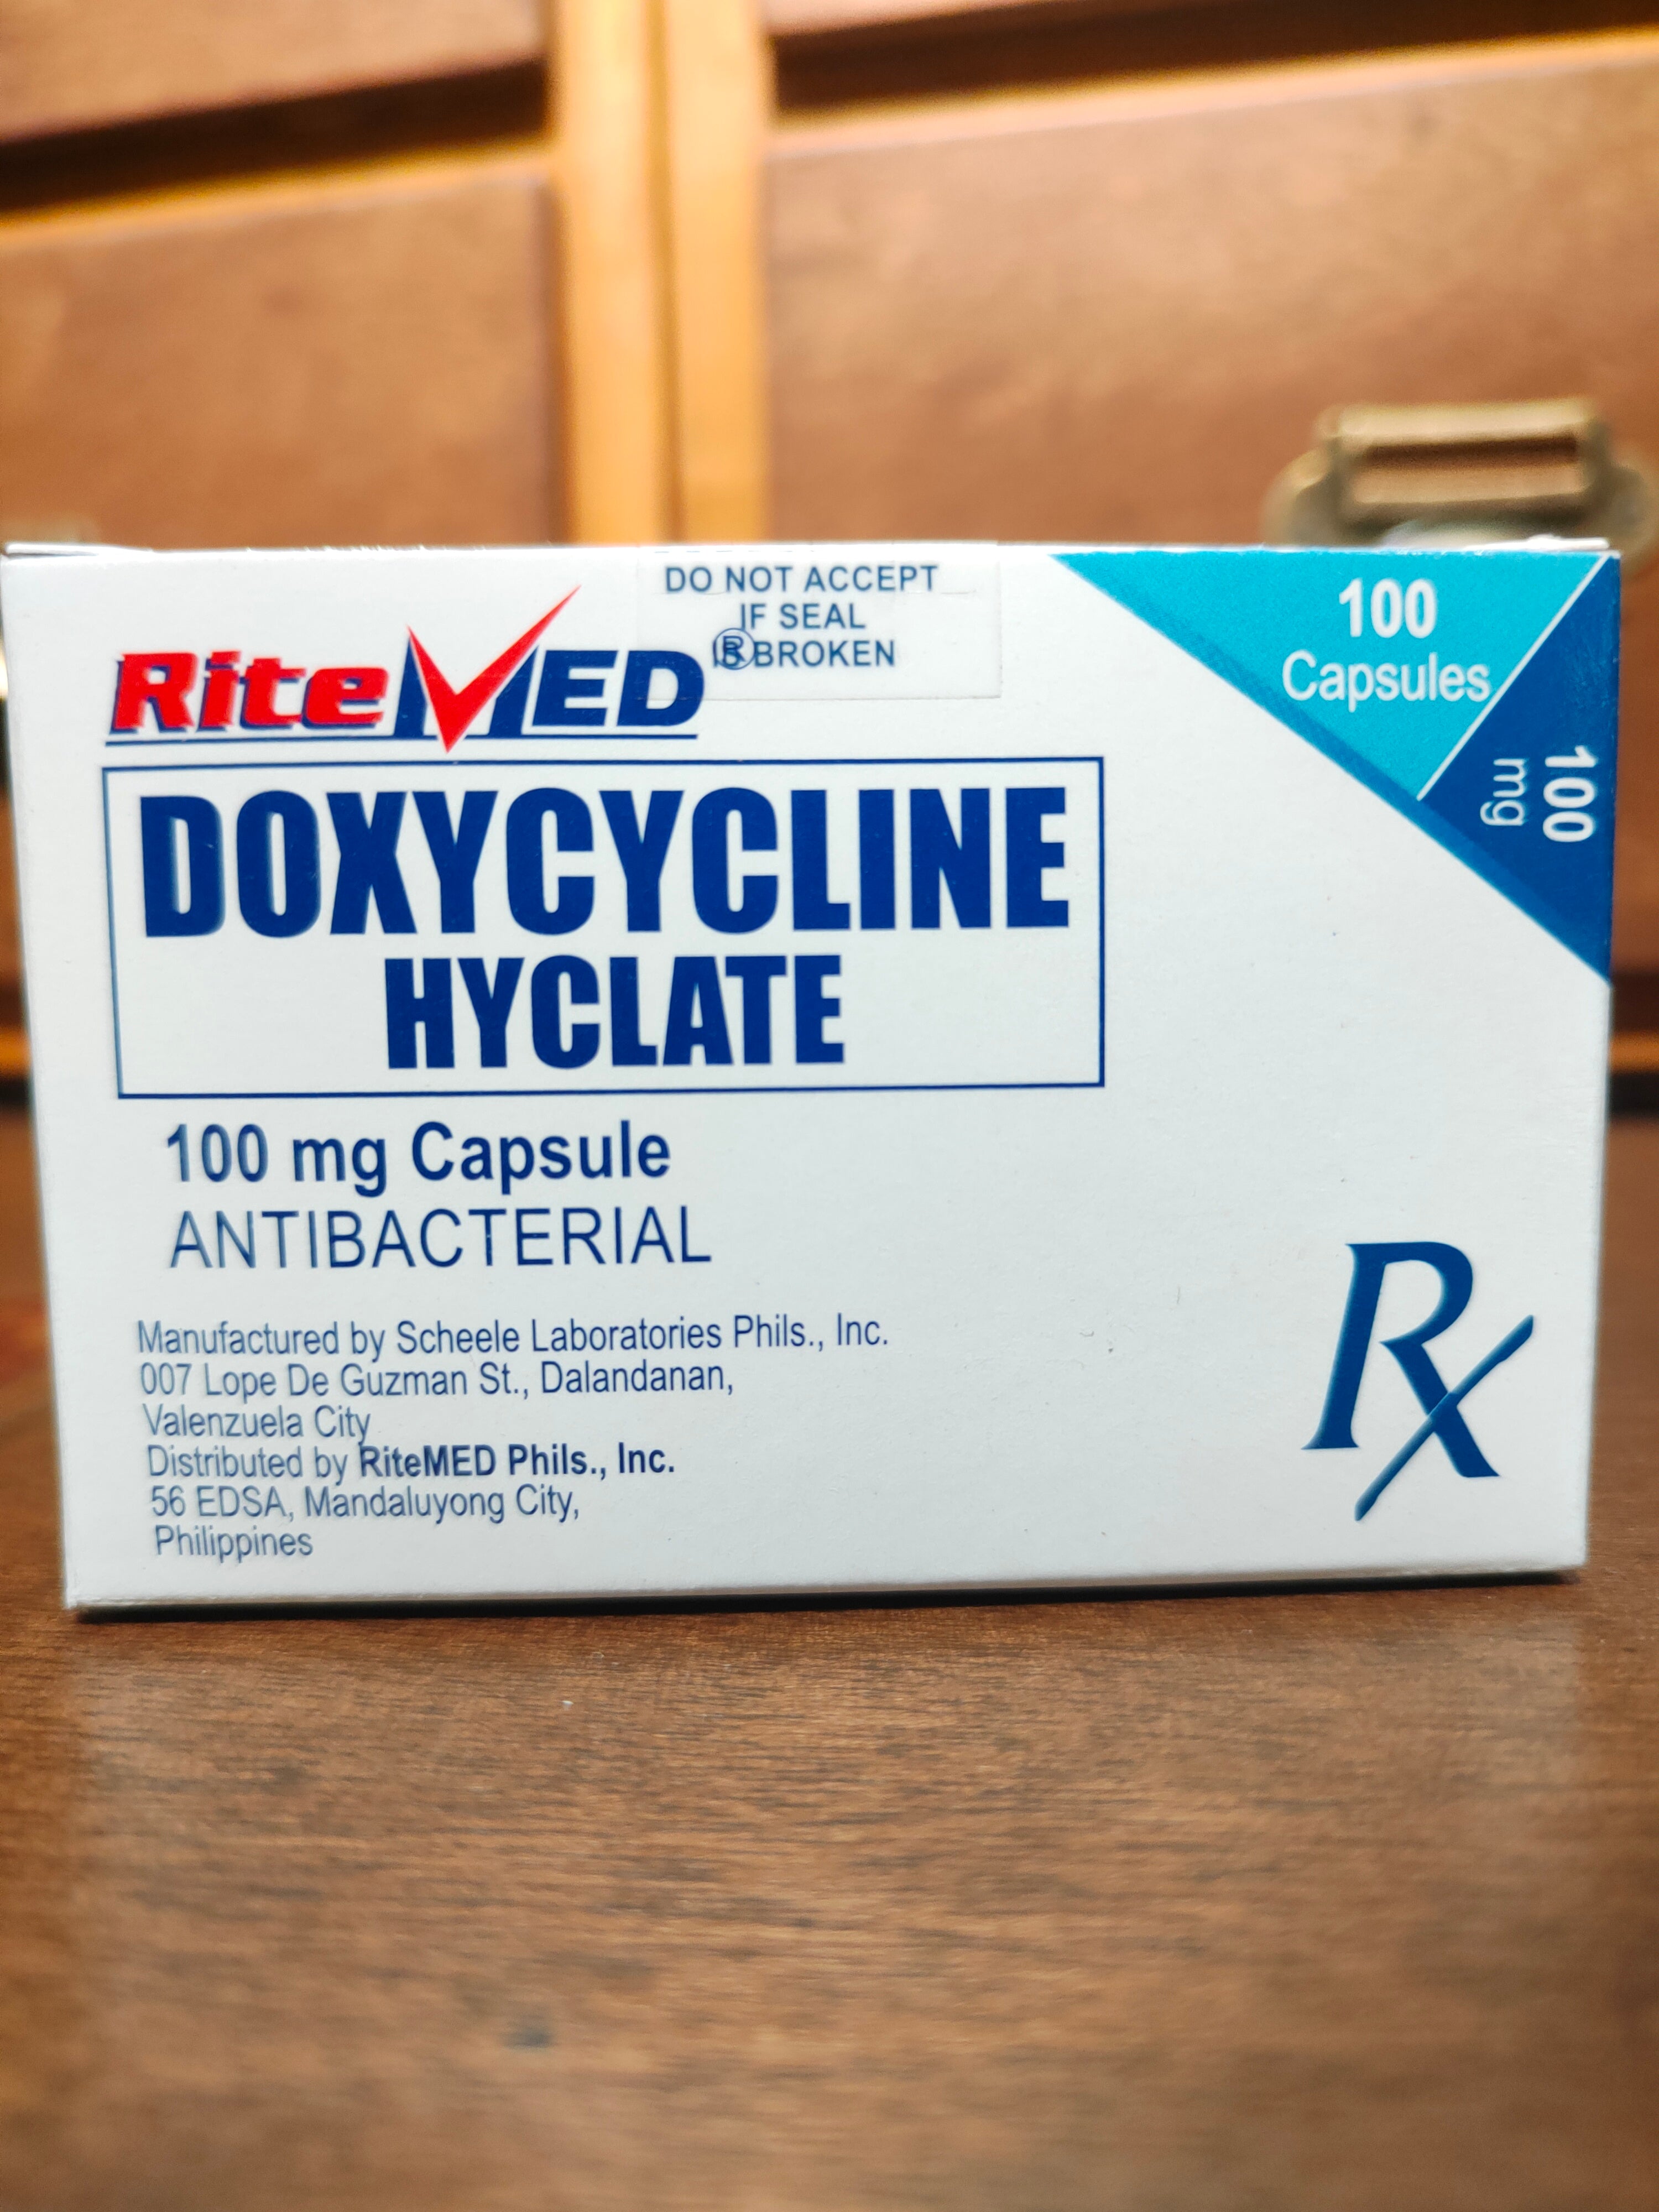 DO NOT ACCEPT
IF SEAL
IS BROKEN
RiteMED®
100
Capsules
100
mg
DOXYCYCLINE
HYCLATE
100 mg Capsule
ANTIBACTERIAL
Manufactured by Scheele Laboratories Phils., Inc.
007 Lope De Guzman St., Dalandanan,
Valenzuela City
Distributed by RiteMED Phils., Inc.
56 EDSA, Mandaluyong City,
Philippines
Rx